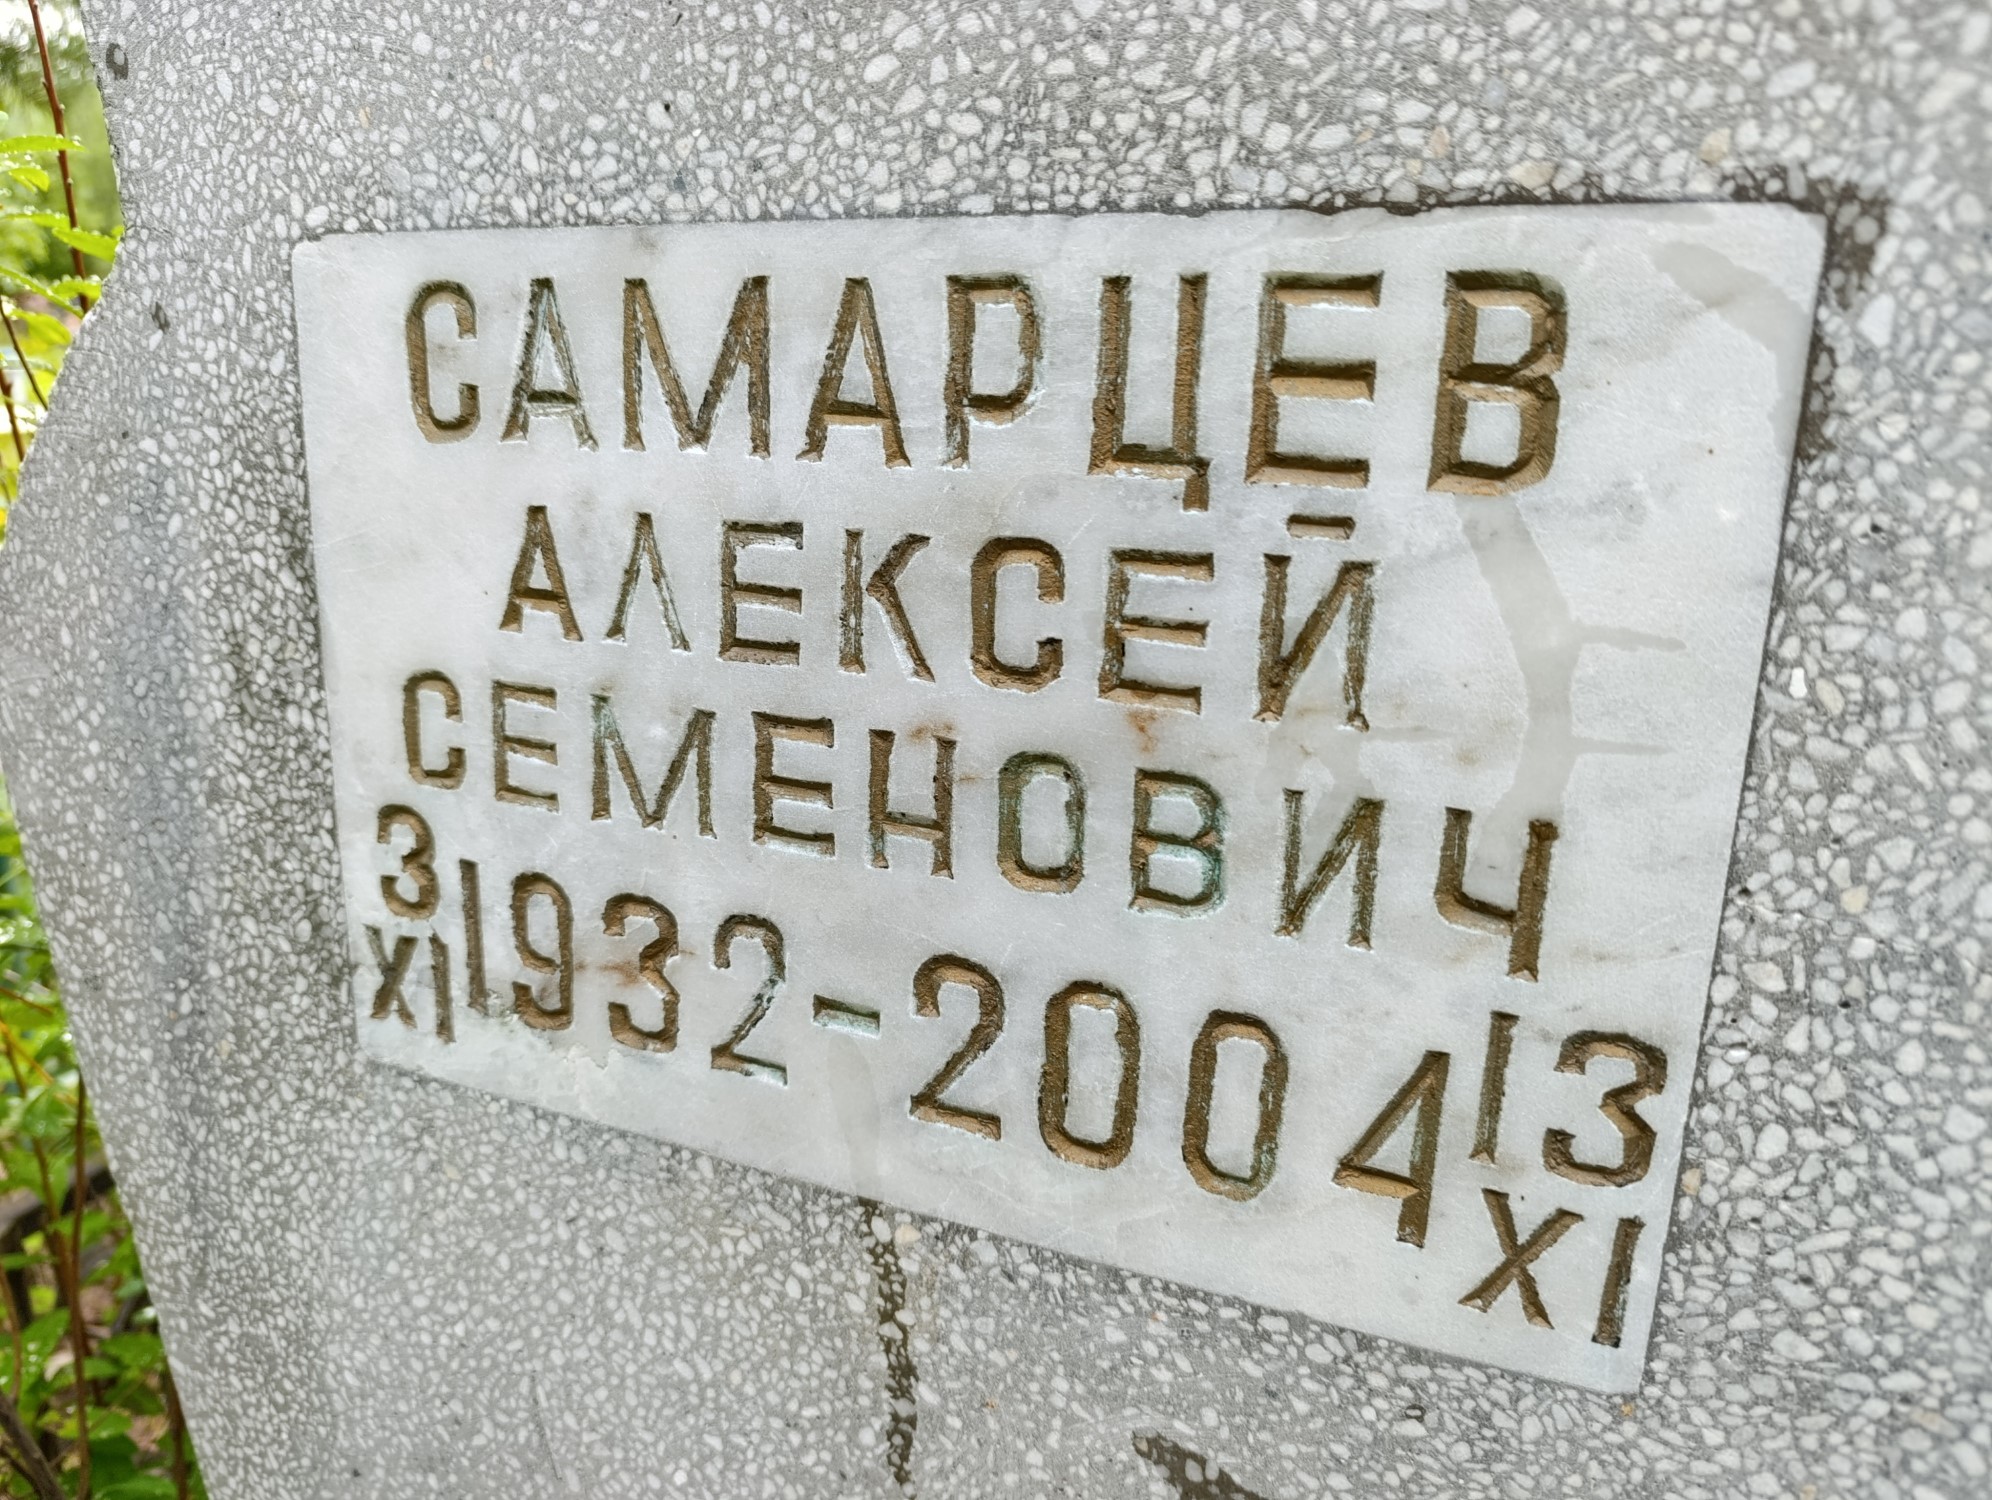 САМАРЦЕВ
АЛЕКСЕЙ
СЕМЕНОВИЧ
3 1932-2004 13
XI XI